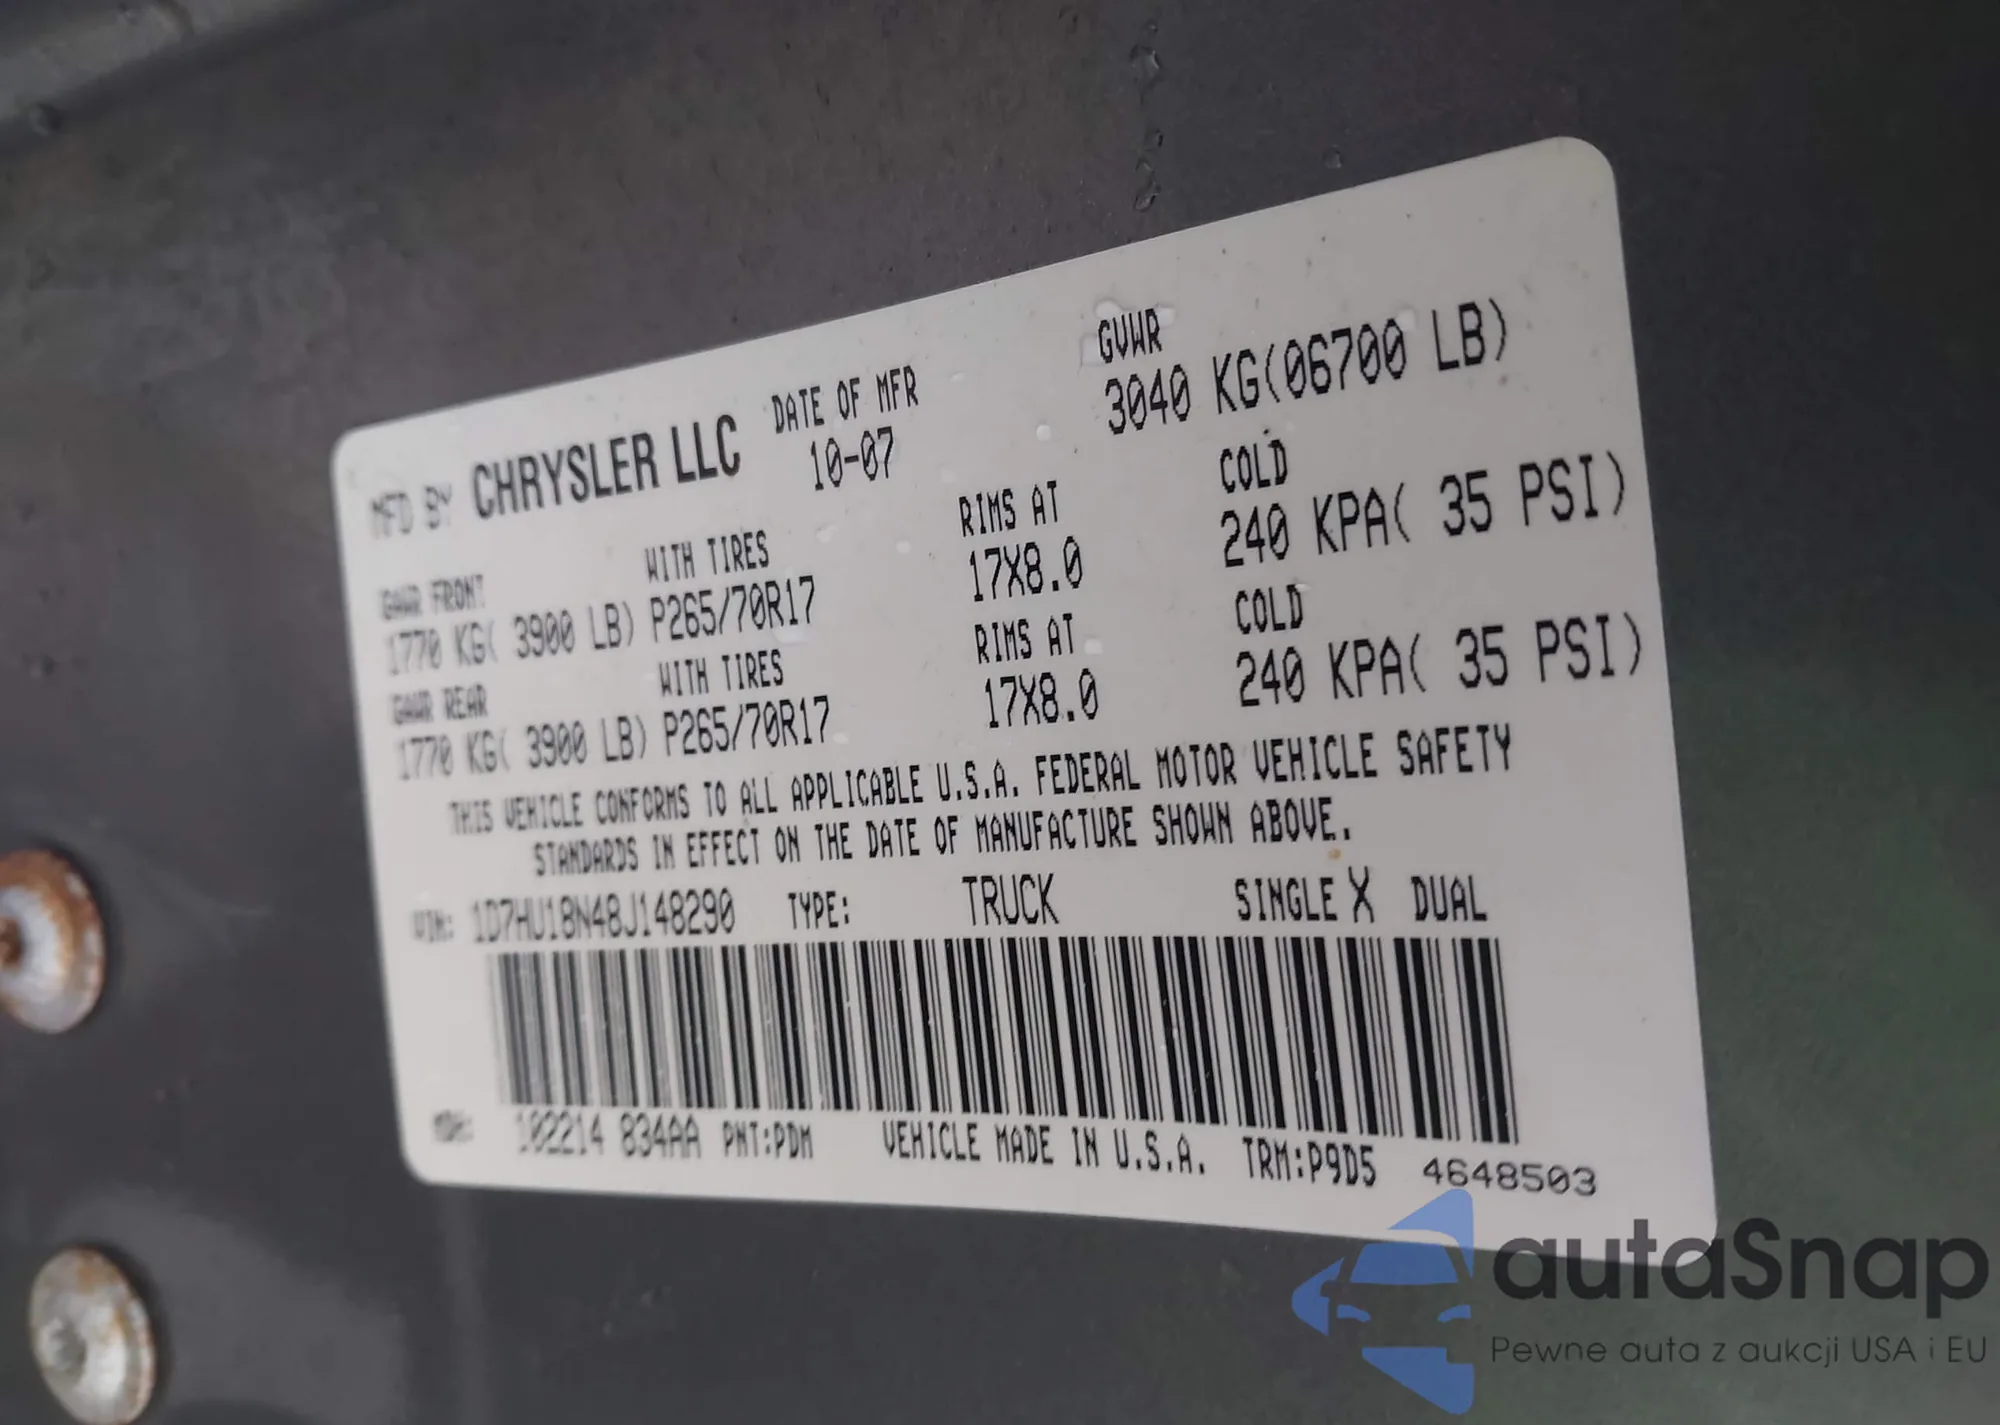 MFD BY CHRYSLER LLC DATE OF MFR GVWR
10-07 3040 KG(06700 LB)
GAWR FRONT WITH TIRES RIMS AT COLD
1770 KG( 3900 LB) P265/70R17 17X8.0 240 KPA( 35 PSI)
GAWR REAR WITH TIRES RIMS AT COLD
1770 KG( 3900 LB) P265/70R17 17X8.0 240 KPA( 35 PSI)
THIS VEHICLE CONFORMS TO ALL APPLICABLE U.S.A. FEDERAL MOTOR VEHICLE SAFETY
STANDARDS IN EFFECT ON THE DATE OF MANUFACTURE SHOWN ABOVE.
VIN: 1D7HU18N48J148290 TYPE: TRUCK SINGLE X DUAL
MDH: 102214 834AA PNT:PDM VEHICLE MADE IN U.S.A. TRM:P9D5 4648503
autaSnap
Pewne auta z aukcji USA i EU